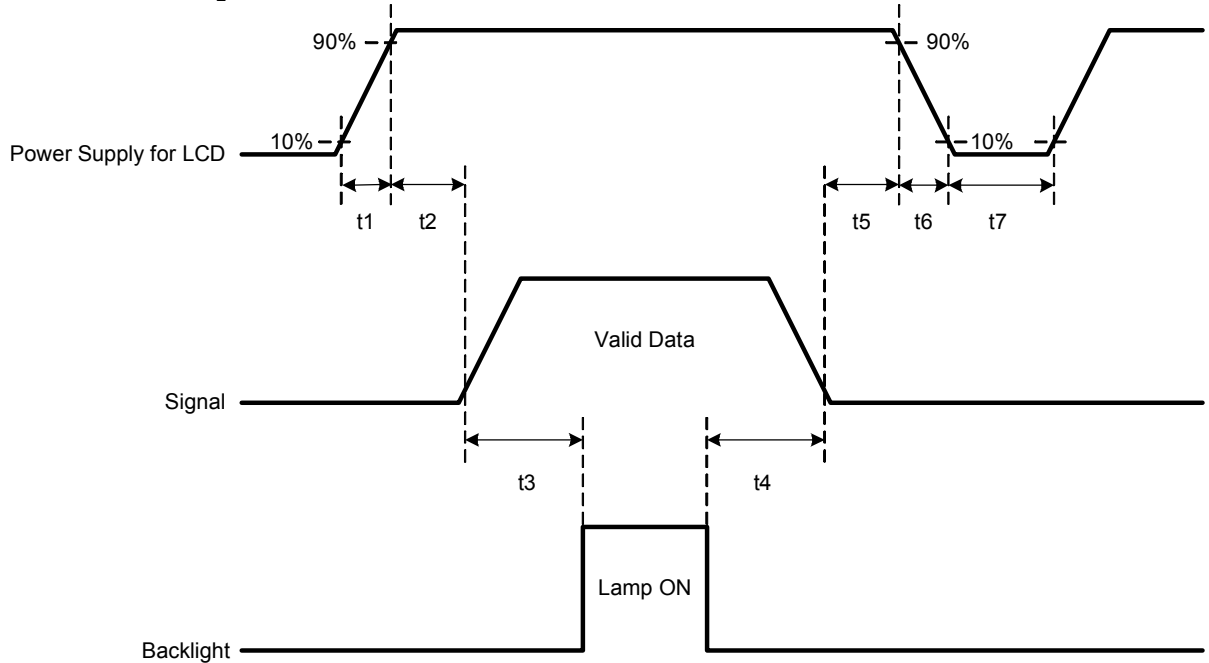 90%
90%
10%
10%
Power Supply for LCD
t1
t2
t5
t6
t7
Valid Data
Signal
t3
t4
Lamp ON
Backlight